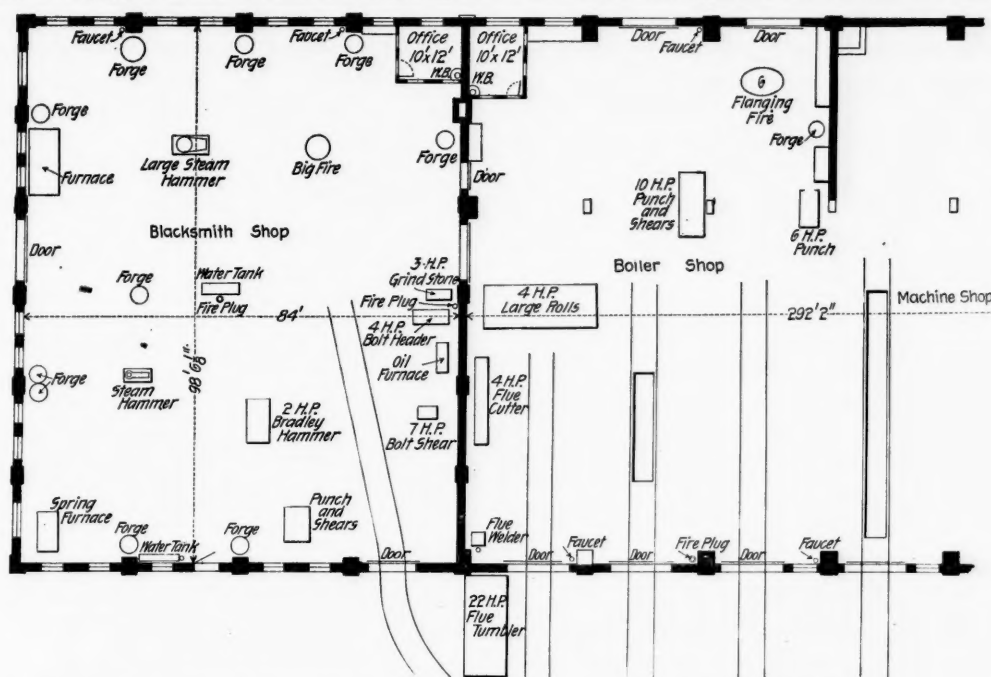 Faucet
Forge
Forge
Faucet
Forge
Office
10'x12'
W.B.
Office
10'x12'
W.B.
Door
Faucet
Door
6
Flanging
Fire
Forge
Forge
Furnace
Large Steam
Hammer
Big Fire
Forge
Door
10 H.P.
Punch
and
Shears
6 H.P.
Punch
Blacksmith Shop
Door
Boiler Shop
Machine Shop
Forge
Water Tank
Fire Plug
3-H.P.
Grind Stone
Fire Plug
4 H.P.
Bolt Header
4 H.P.
Large Rolls
84'
292'2"
98'6⅛"
Oil
Furnace
Forge
Steam
Hammer
2 H.P.
Bradley
Hammer
7 H.P.
Bolt Shear
4 H.P.
Flue
Cutter
Spring
Furnace
Forge
Water Tank
Forge
Punch
and
Shears
Door
Flue
Welder
Door
Faucet
Door
Fire Plug
Door
Faucet
22 H.P.
Flue
Tumbler